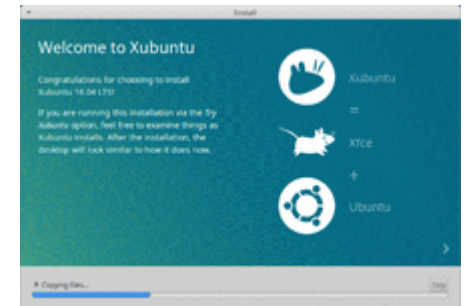 Install
Welcome to Xubuntu
Congratulations for choosing to install
Xubuntu 16.04 LTS!
If you are running this installation via the Try
Xubuntu option, feel free to examine things as
Xubuntu installs. After the installation, the
desktop will look similar to how it does now.
Xubuntu
=
Xfce
+
Ubuntu
Copying files...
Skip